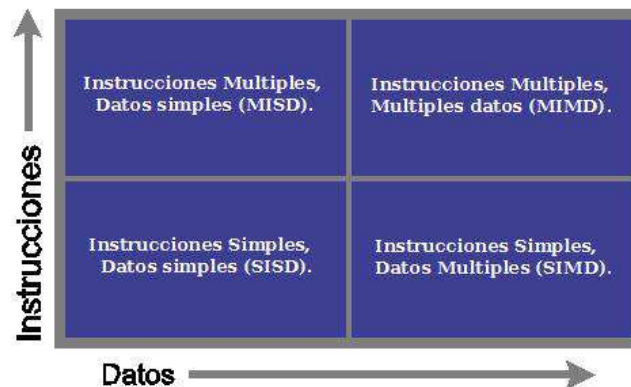 Instrucciones Multiples,
Datos simples (MISD).
Instrucciones Multiples,
Multiples datos (MIMD).
Instrucciones Simples,
Datos simples (SISD).
Instrucciones Simples,
Datos Multiples (SIMD).
Instrucciones
Datos